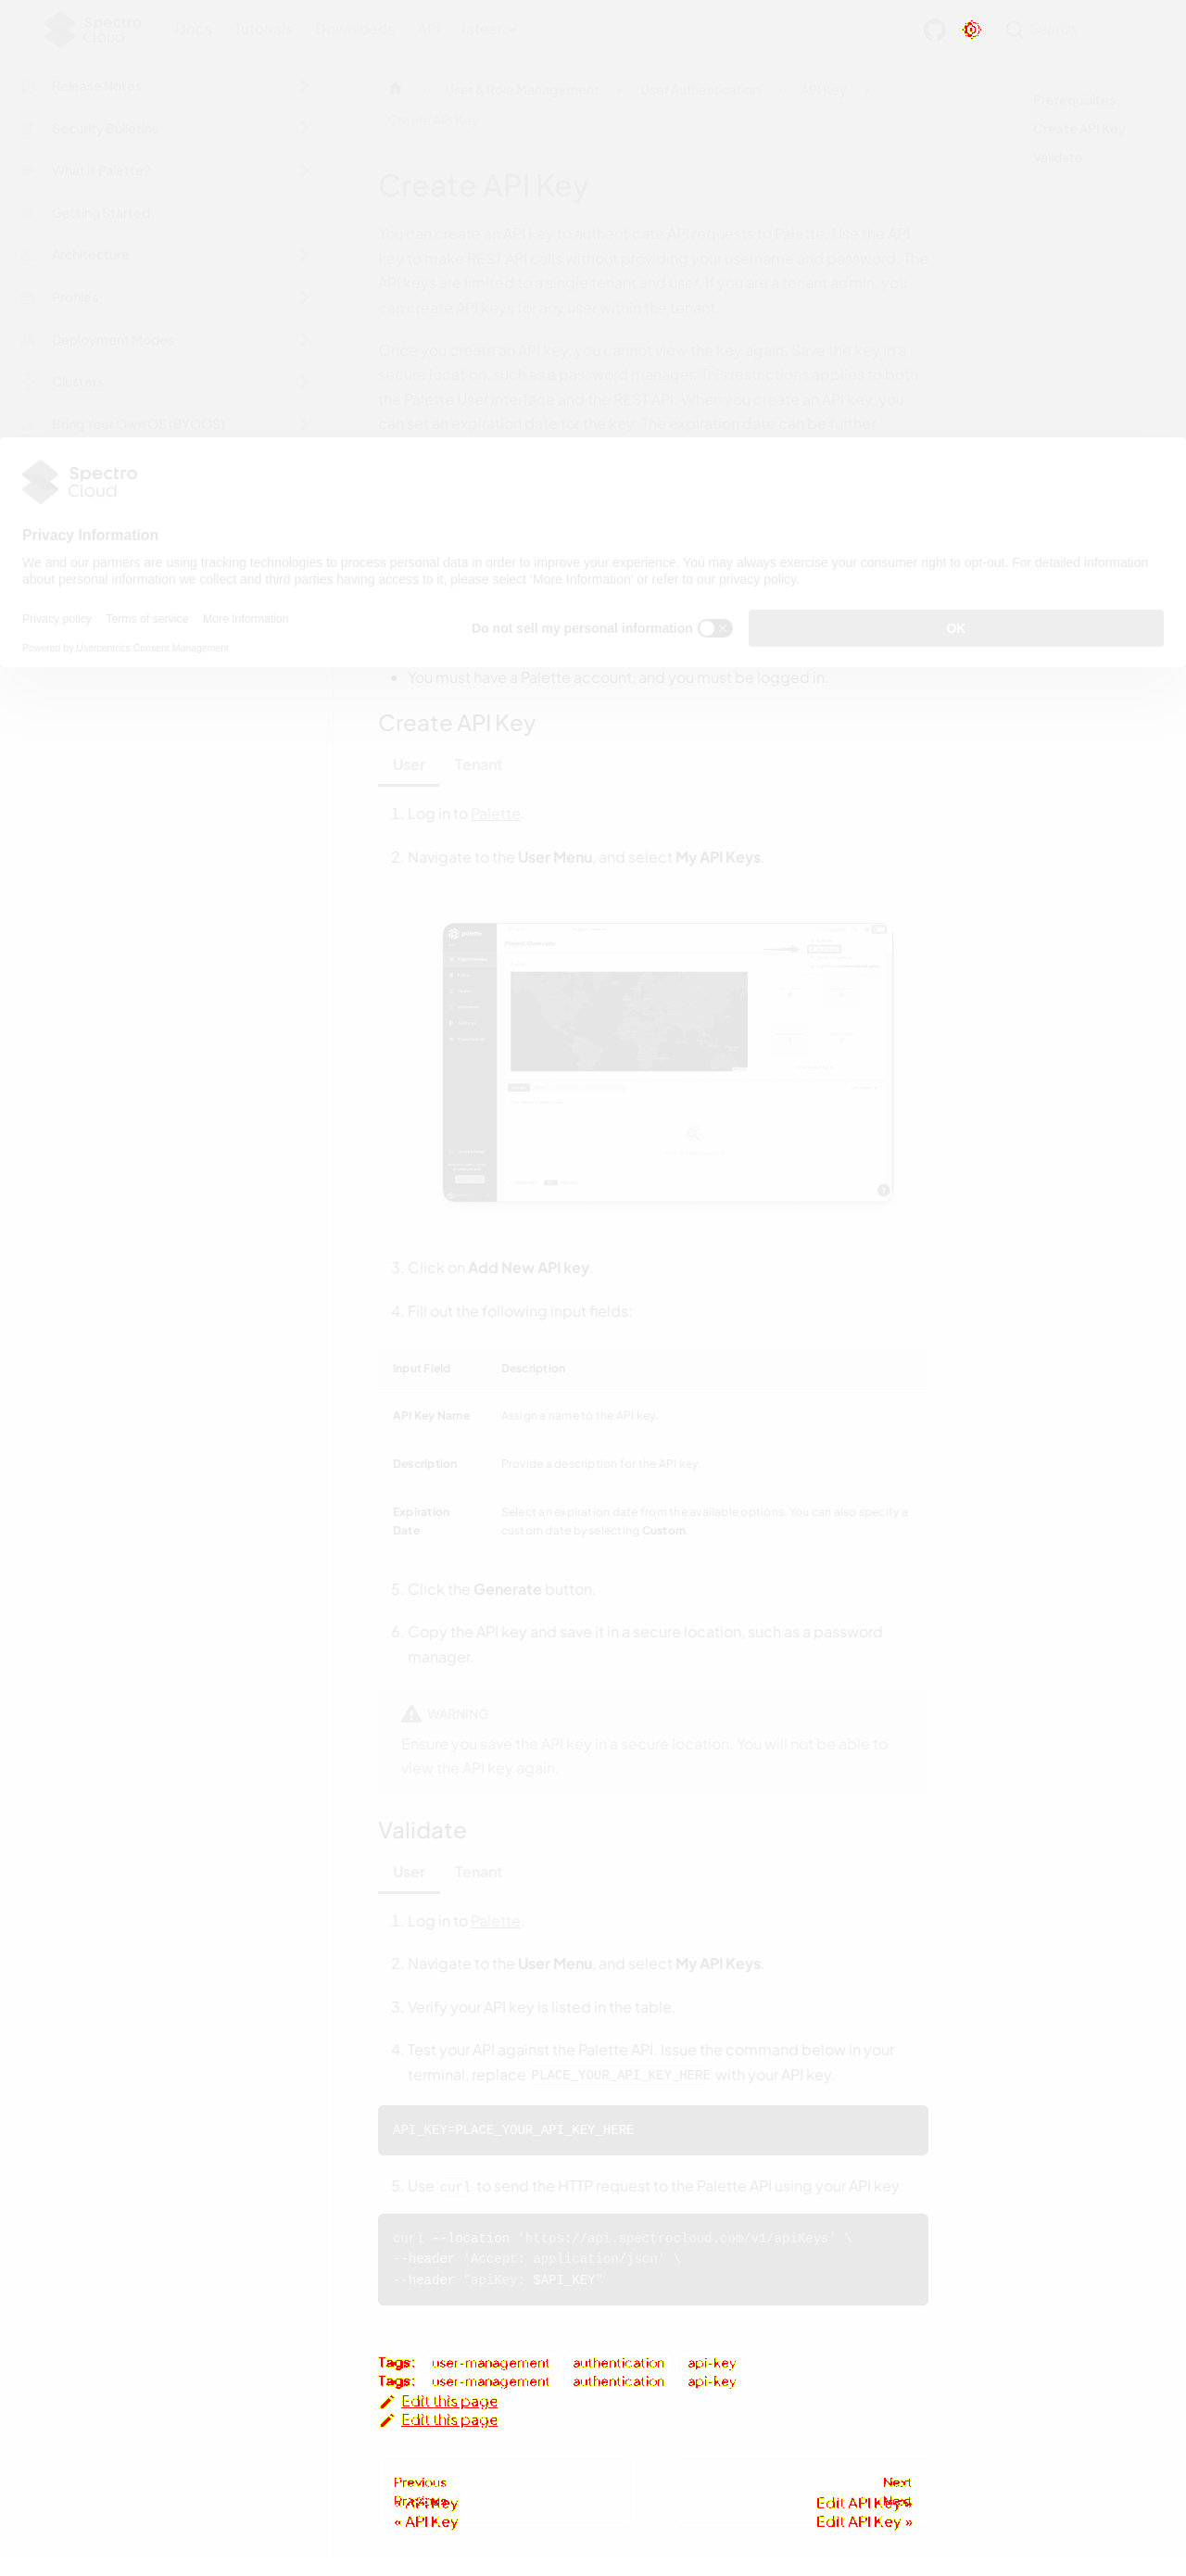 Spectro Cloud
Docs Tutorials Downloads API latest
Search
Release Notes
Security Bulletins
What is Palette?
Getting Started
Architecture
Profiles
Deployment Modes
Clusters
Bring Your Own OS (BYOOS)
User & Role Management User Authentication API Key
Create API Key
Prerequisites
Create API Key
Validate
Create API Key
You can create an API key to authenticate API requests to Palette. Use the API
key to make REST API calls without providing your username and password. The
API keys are limited to a single tenant and user. If you are a tenant admin, you
can create API keys for any user within the tenant.
Once you create an API key, you cannot view the key again. Save the key in a
secure location, such as a password manager. This restrictions applies to both
the Palette User Interface and the REST API. When you create an API key, you
can set an expiration date for the key. The expiration date can be further
Spectro
Cloud
Privacy Information
We and our partners are using tracking technologies to process personal data in order to improve your experience. You may always exercise your consumer right to opt-out. For detailed information
about personal information we collect and third parties having access to it, please select 'More Information' or refer to our privacy policy.
Privacy policy Terms of service More Information
Do not sell my personal information
OK
Powered by Usercentrics Consent Management
You must have a Palette account, and you must be logged in.
Create API Key
User Tenant
1. Log in to Palette.
2. Navigate to the User Menu, and select My API Keys.
3. Click on Add New API key.
4. Fill out the following input fields:
Input Field Description
API Key Name Assign a name to the API key.
Description Provide a description for the API key.
Expiration Date Select an expiration date from the available options. You can also specify a
custom date by selecting Custom.
5. Click the Generate button.
6. Copy the API key and save it in a secure location, such as a password
manager.
WARNING
Ensure you save the API key in a secure location. You will not be able to
view the API key again.
Validate
User Tenant
1. Log in to Palette.
2. Navigate to the User Menu, and select My API Keys.
3. Verify your API key is listed in the table.
4. Test your API against the Palette API. Issue the command below in your
terminal, replace PLACE_YOUR_API_KEY_HERE with your API key.
API_KEY=PLACE_YOUR_API_KEY_HERE
5. Use curl to send the HTTP request to the Palette API using your API key.
curl --location 'https://api.spectrocloud.com/v1/apiKeys' \
--header 'Accept: application/json' \
--header "apiKey: $API_KEY"
Tags: user-management authentication api-key
Tags: user-management authentication api-key
Edit this page
Edit this page
Previous Next
Previous Next
« API Key Edit API Key »
« API Key Edit API Key »